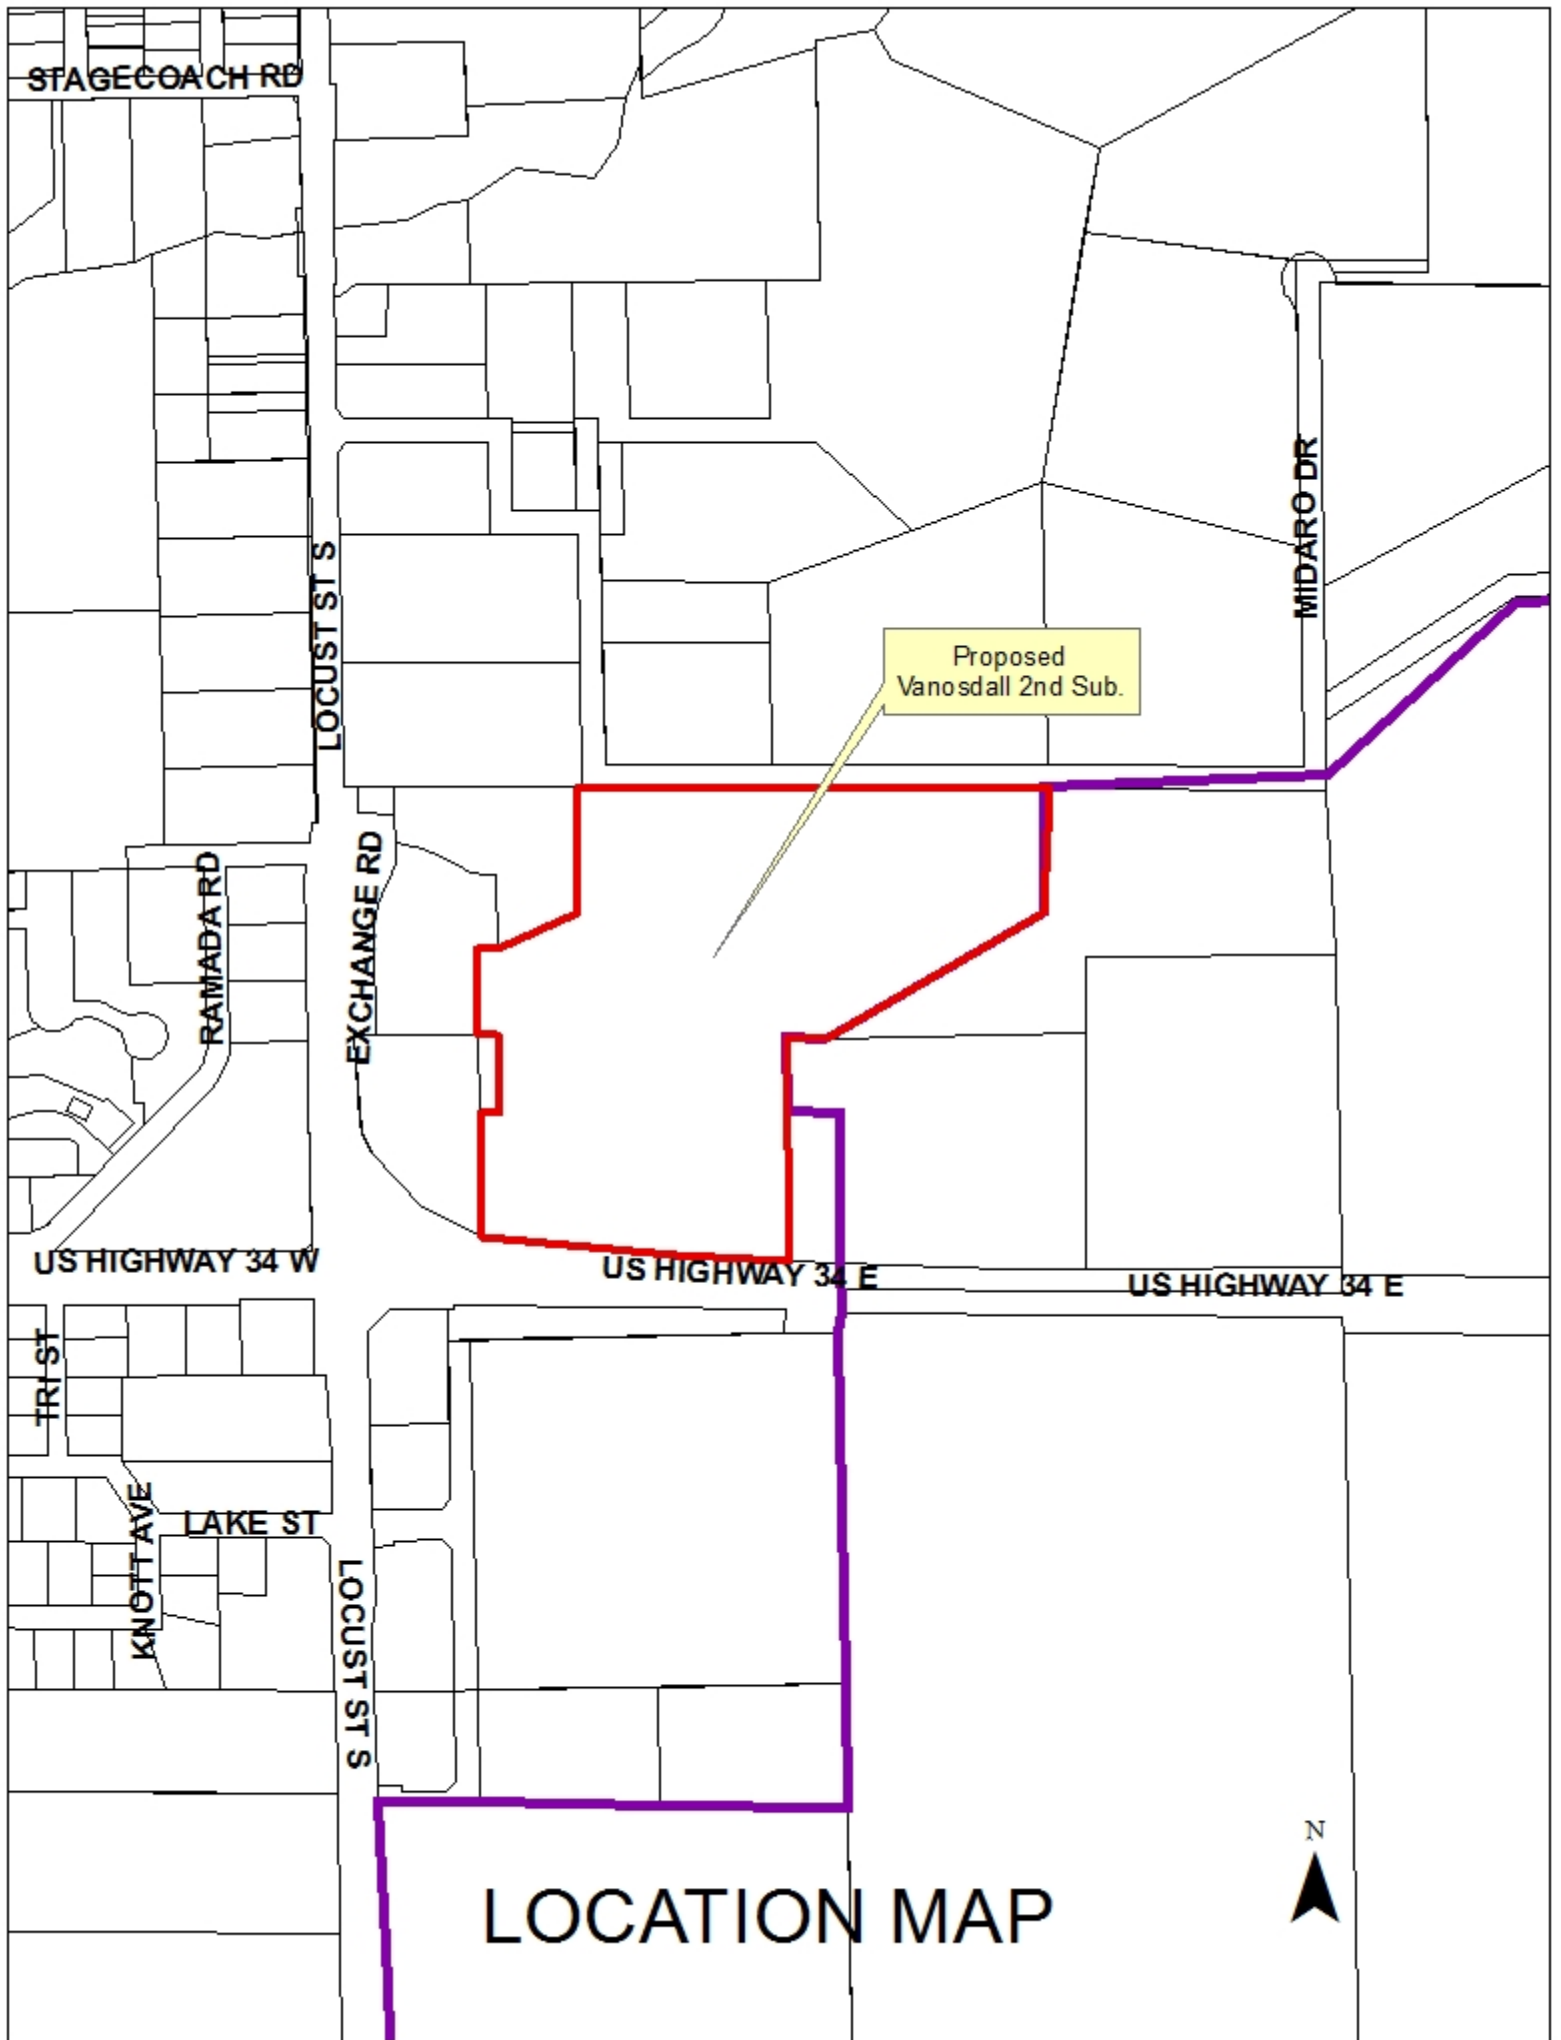 STAGECOACH RD
MIDARO DR
LOCUST ST S
Proposed
Vanosdall 2nd Sub.
RAMADA RD
EXCHANGE RD
US HIGHWAY 34 W
US HIGHWAY 34 E
US HIGHWAY 34 E
TRI ST
KNOTT AVE
LAKE ST
LOCUST ST S
N
LOCATION MAP